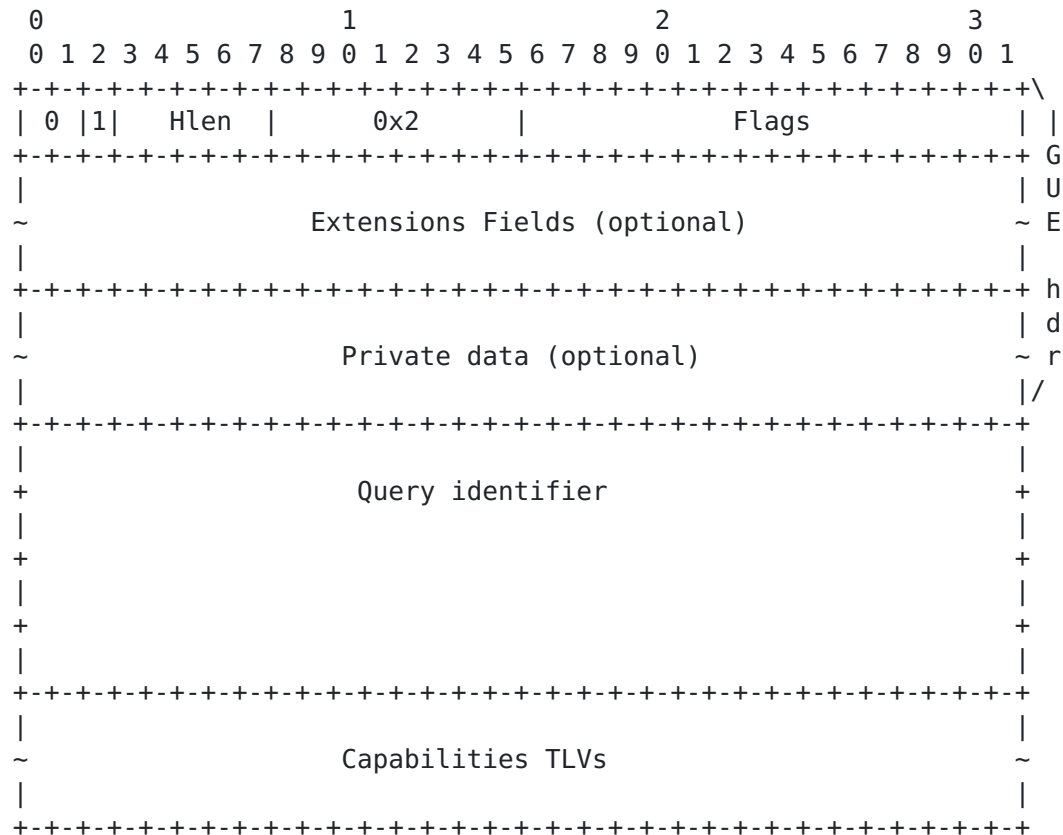 0                   1                   2                   3
 0 1 2 3 4 5 6 7 8 9 0 1 2 3 4 5 6 7 8 9 0 1 2 3 4 5 6 7 8 9 0 1
+-+-+-+-+-+-+-+-+-+-+-+-+-+-+-+-+-+-+-+-+-+-+-+-+-+-+-+-+-+-+-+-+\
| 0 |1|   Hlen  |      0x2      |             Flags             | |
+-+-+-+-+-+-+-+-+-+-+-+-+-+-+-+-+-+-+-+-+-+-+-+-+-+-+-+-+-+-+-+-+ G
|                                                               | U
~                  Extensions Fields (optional)                 ~ E
|                                                               |
+-+-+-+-+-+-+-+-+-+-+-+-+-+-+-+-+-+-+-+-+-+-+-+-+-+-+-+-+-+-+-+-+ h
|                                                               | d
~                    Private data (optional)                    ~ r
|                                                               |/
+-+-+-+-+-+-+-+-+-+-+-+-+-+-+-+-+-+-+-+-+-+-+-+-+-+-+-+-+-+-+-+-+
|                                                               |
+                     Query identifier                          +
|                                                               |
+                                                               +
|                                                               |
+                                                               +
|                                                               |
+-+-+-+-+-+-+-+-+-+-+-+-+-+-+-+-+-+-+-+-+-+-+-+-+-+-+-+-+-+-+-+-+
|                                                               |
~                    Capabilities TLVs                          ~
|                                                               |
+-+-+-+-+-+-+-+-+-+-+-+-+-+-+-+-+-+-+-+-+-+-+-+-+-+-+-+-+-+-+-+-+